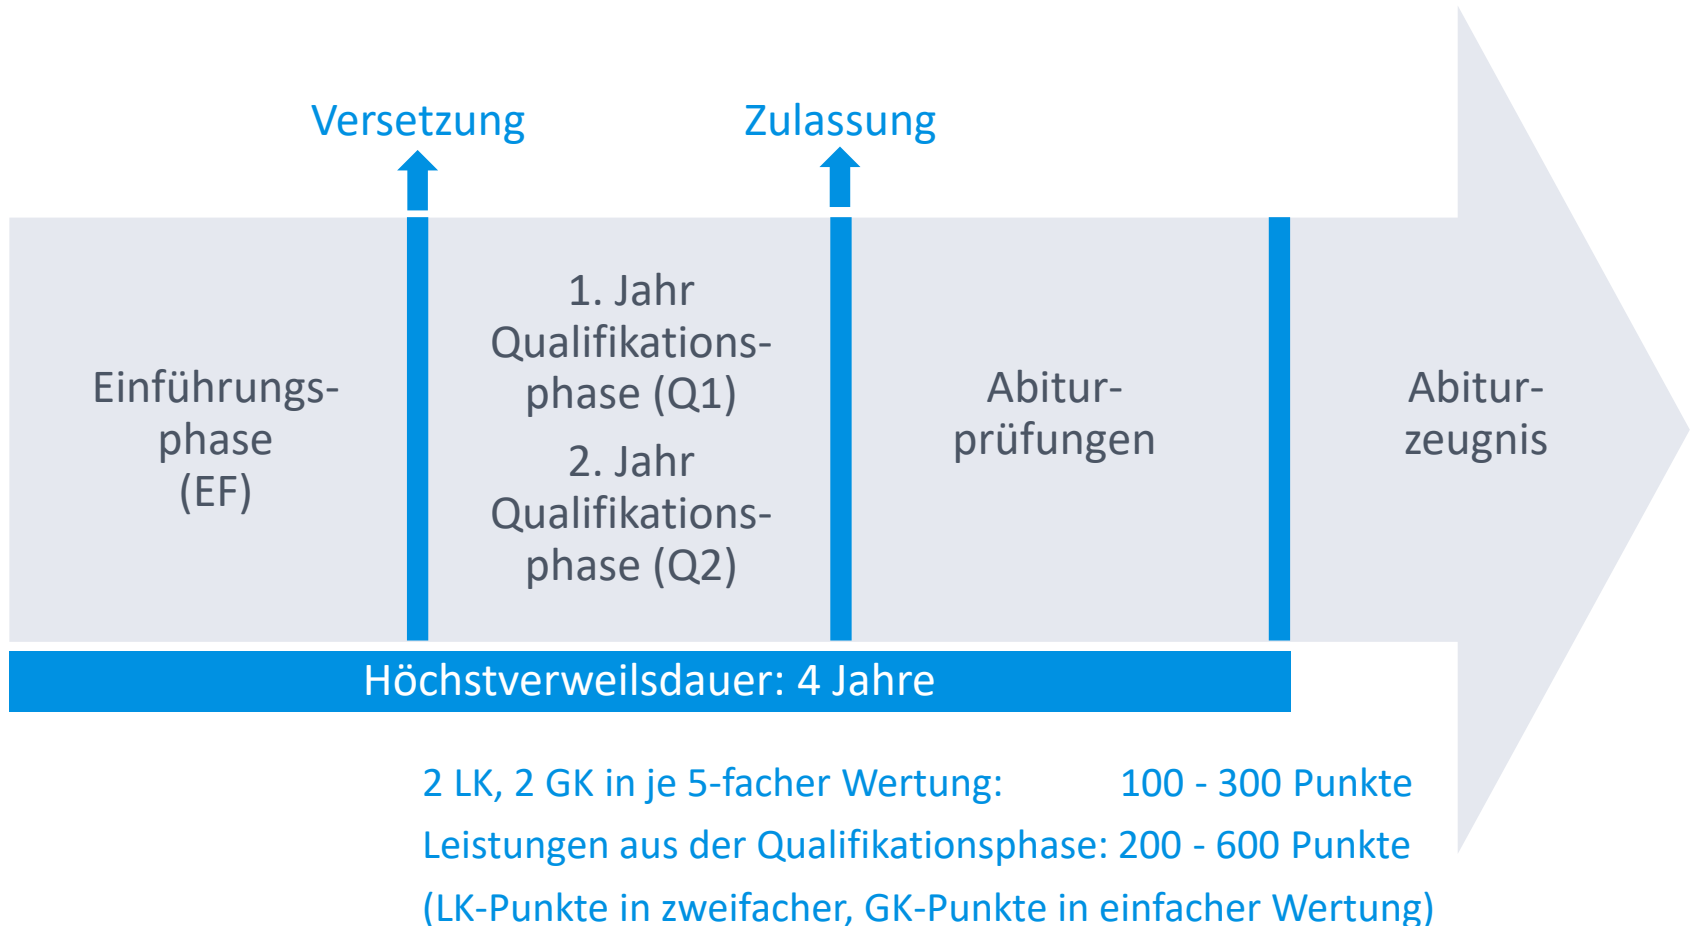 Versetzung
Zulassung
Einführungs-
phase
(EF)
1. Jahr
Qualifikations-
phase (Q1)
2. Jahr
Qualifikations-
phase (Q2)
Abitur-
prüfungen
Abitur-
zeugnis
Höchstverweilsdauer: 4 Jahre
2 LK, 2 GK in je 5-facher Wertung: 100 - 300 Punkte
Leistungen aus der Qualifikationsphase: 200 - 600 Punkte
(LK-Punkte in zweifacher, GK-Punkte in einfacher Wertung)